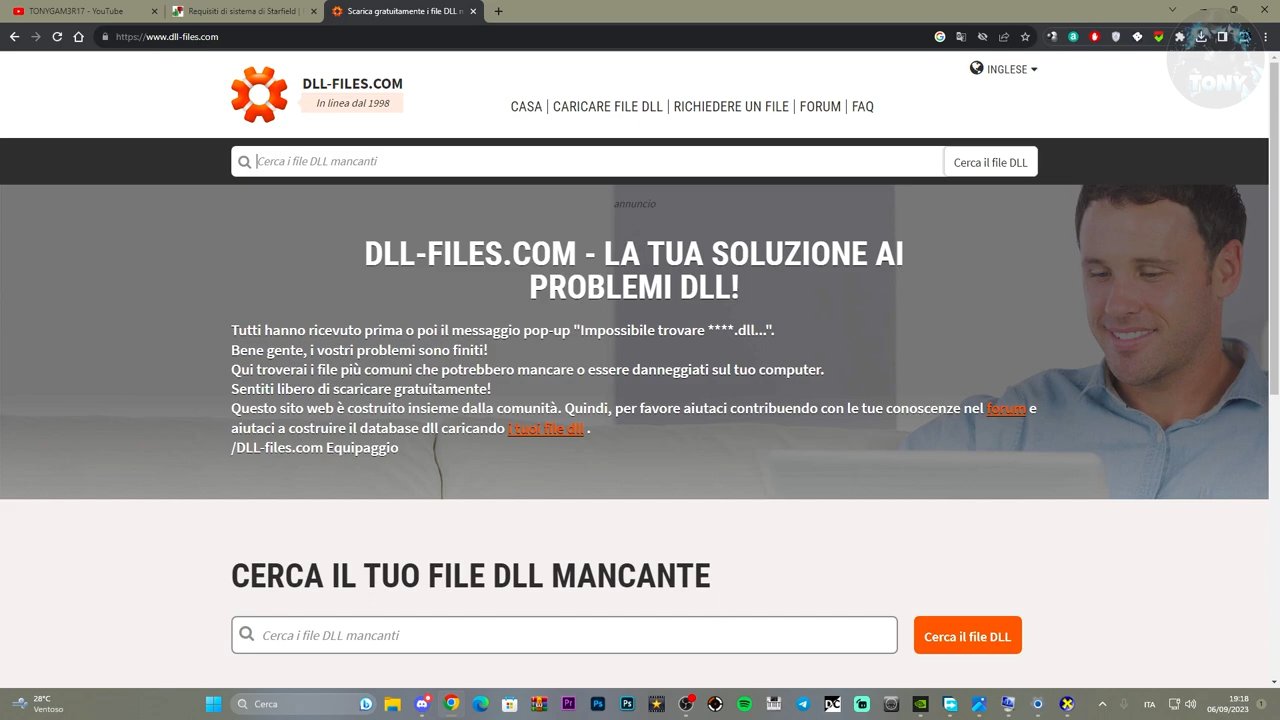 TONYGAM3R17 - YouTube
Requisiti di sistema di Starfield |
Scarica gratuitamente i file DLL n
https://www.dll-files.com
TONY
DLL-FILES.COM
In linea dal 1998
INGLESE
CASA | CARICARE FILE DLL | RICHIEDERE UN FILE | FORUM | FAQ
Cerca i file DLL mancanti
Cerca il file DLL
annuncio
DLL-FILES.COM - LA TUA SOLUZIONE AI
PROBLEMI DLL!
Tutti hanno ricevuto prima o poi il messaggio pop-up "Impossibile trovare ****.dll...".
Bene gente, i vostri problemi sono finiti!
Qui troverai i file più comuni che potrebbero mancare o essere danneggiati sul tuo computer.
Sentiti libero di scaricare gratuitamente!
Questo sito web è costruito insieme dalla comunità. Quindi, per favore aiutaci contribuendo con le tue conoscenze nel forum e
aiutaci a costruire il database dll caricando i tuoi file dll .
/DLL-files.com Equipaggio
CERCA IL TUO FILE DLL MANCANTE
Cerca i file DLL mancanti
Cerca il file DLL
28°C
Ventoso
Cerca
Pr
Ps
Ps
DC
ITA
19:18
06/09/2023